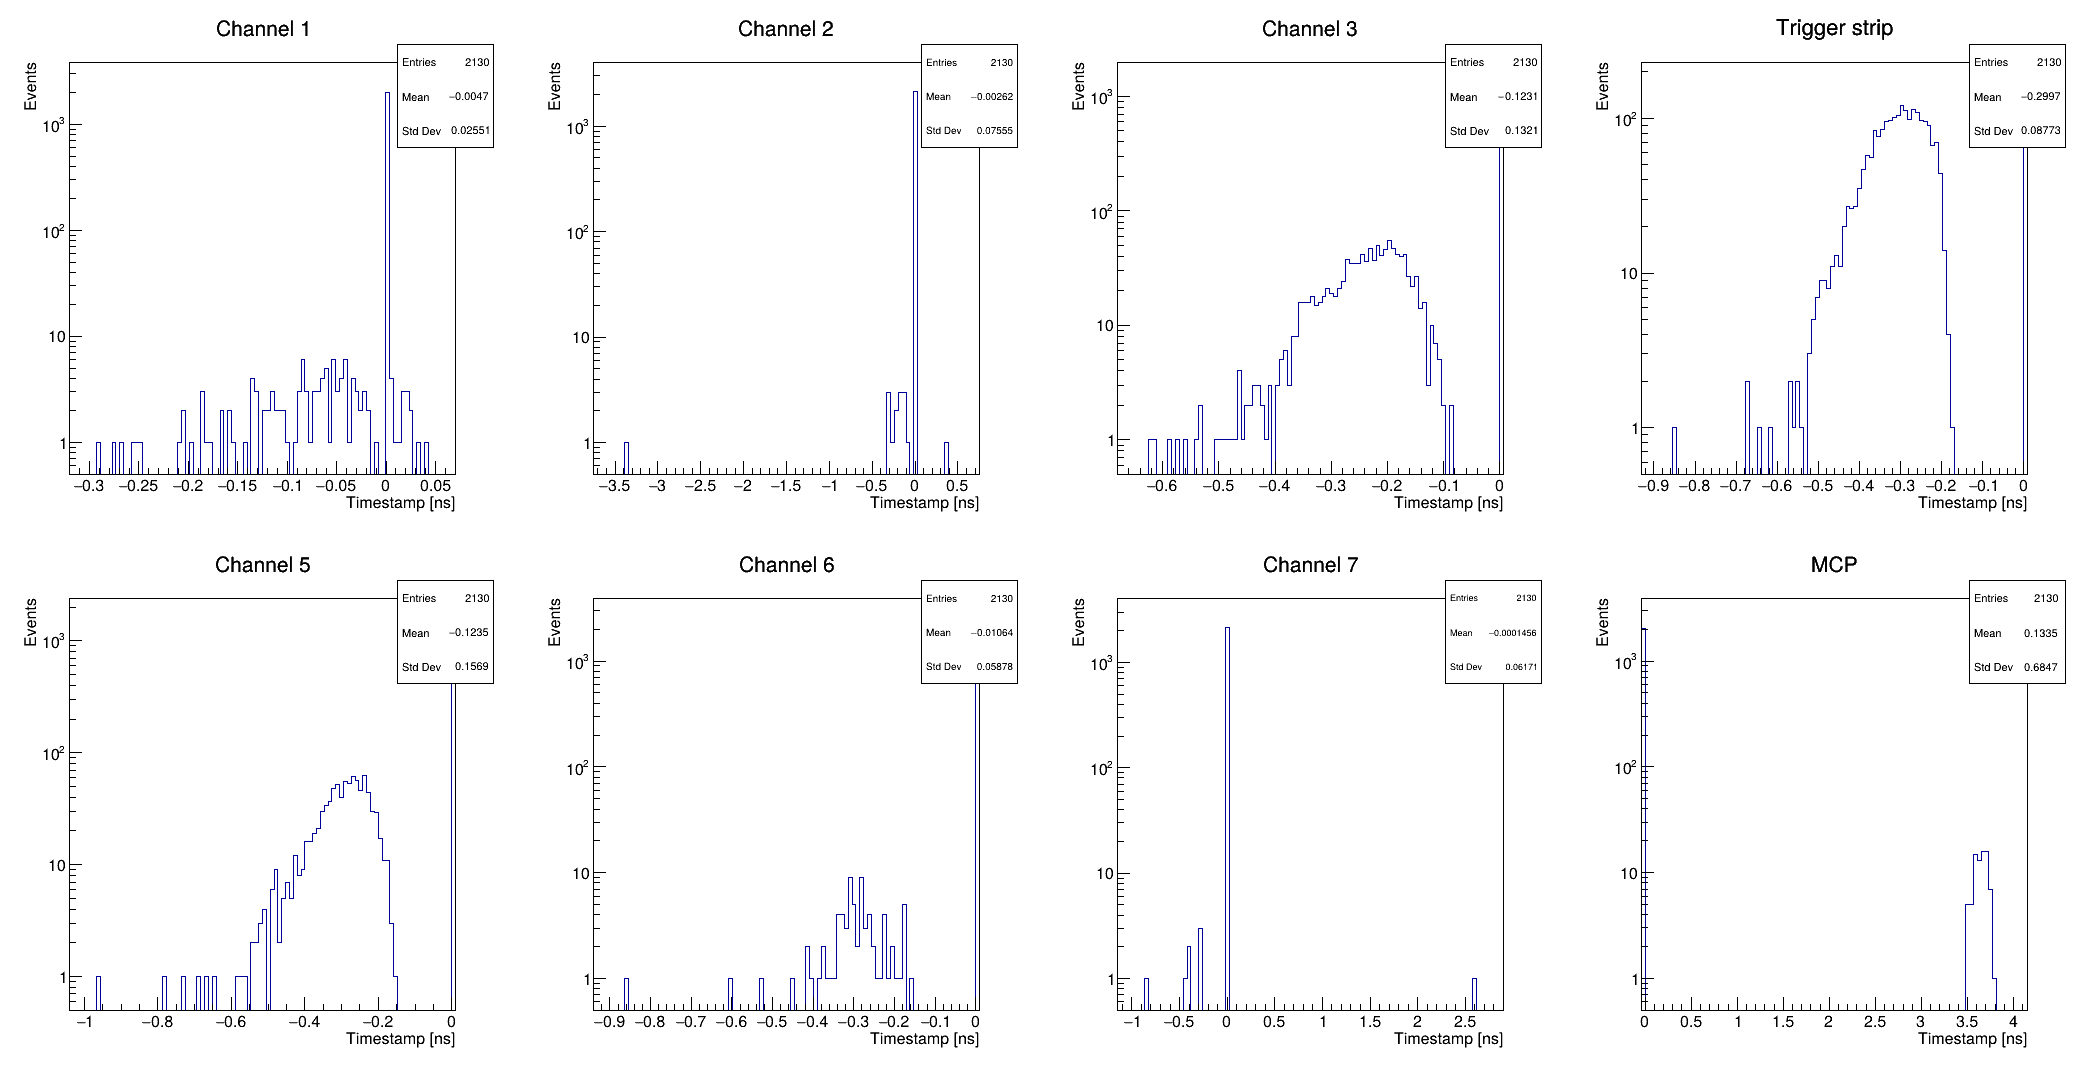 Channel 1
Events
Entries 2130
Mean −0.0047
Std Dev 0.02551
10³
10²
10
1
−0.3 −0.25 −0.2 −0.15 −0.1 −0.05 0 0.05
Timestamp [ns]
Channel 2
Events
Entries 2130
Mean −0.00262
Std Dev 0.07555
10³
10²
10
1
−3.5 −3 −2.5 −2 −1.5 −1 −0.5 0 0.5
Timestamp [ns]
Channel 3
Events
Entries 2130
Mean −0.1231
Std Dev 0.1321
10³
10²
10
1
−0.6 −0.5 −0.4 −0.3 −0.2 −0.1 0
Timestamp [ns]
Trigger strip
Events
Entries 2130
Mean −0.2997
Std Dev 0.08773
10²
10
1
−0.9 −0.8 −0.7 −0.6 −0.5 −0.4 −0.3 −0.2 −0.1 0
Timestamp [ns]
Channel 5
Events
Entries 2130
Mean −0.1235
Std Dev 0.1569
10³
10²
10
1
−1 −0.8 −0.6 −0.4 −0.2 0
Timestamp [ns]
Channel 6
Events
Entries 2130
Mean −0.01064
Std Dev 0.05878
10³
10²
10
1
−0.9 −0.8 −0.7 −0.6 −0.5 −0.4 −0.3 −0.2 −0.1 0
Timestamp [ns]
Channel 7
Events
Entries 2130
Mean −0.0001456
Std Dev 0.06171
10³
10²
10
1
−1 −0.5 0 0.5 1 1.5 2 2.5
Timestamp [ns]
MCP
Events
Entries 2130
Mean 0.1335
Std Dev 0.6847
10³
10²
10
1
0 0.5 1 1.5 2 2.5 3 3.5 4
Timestamp [ns]